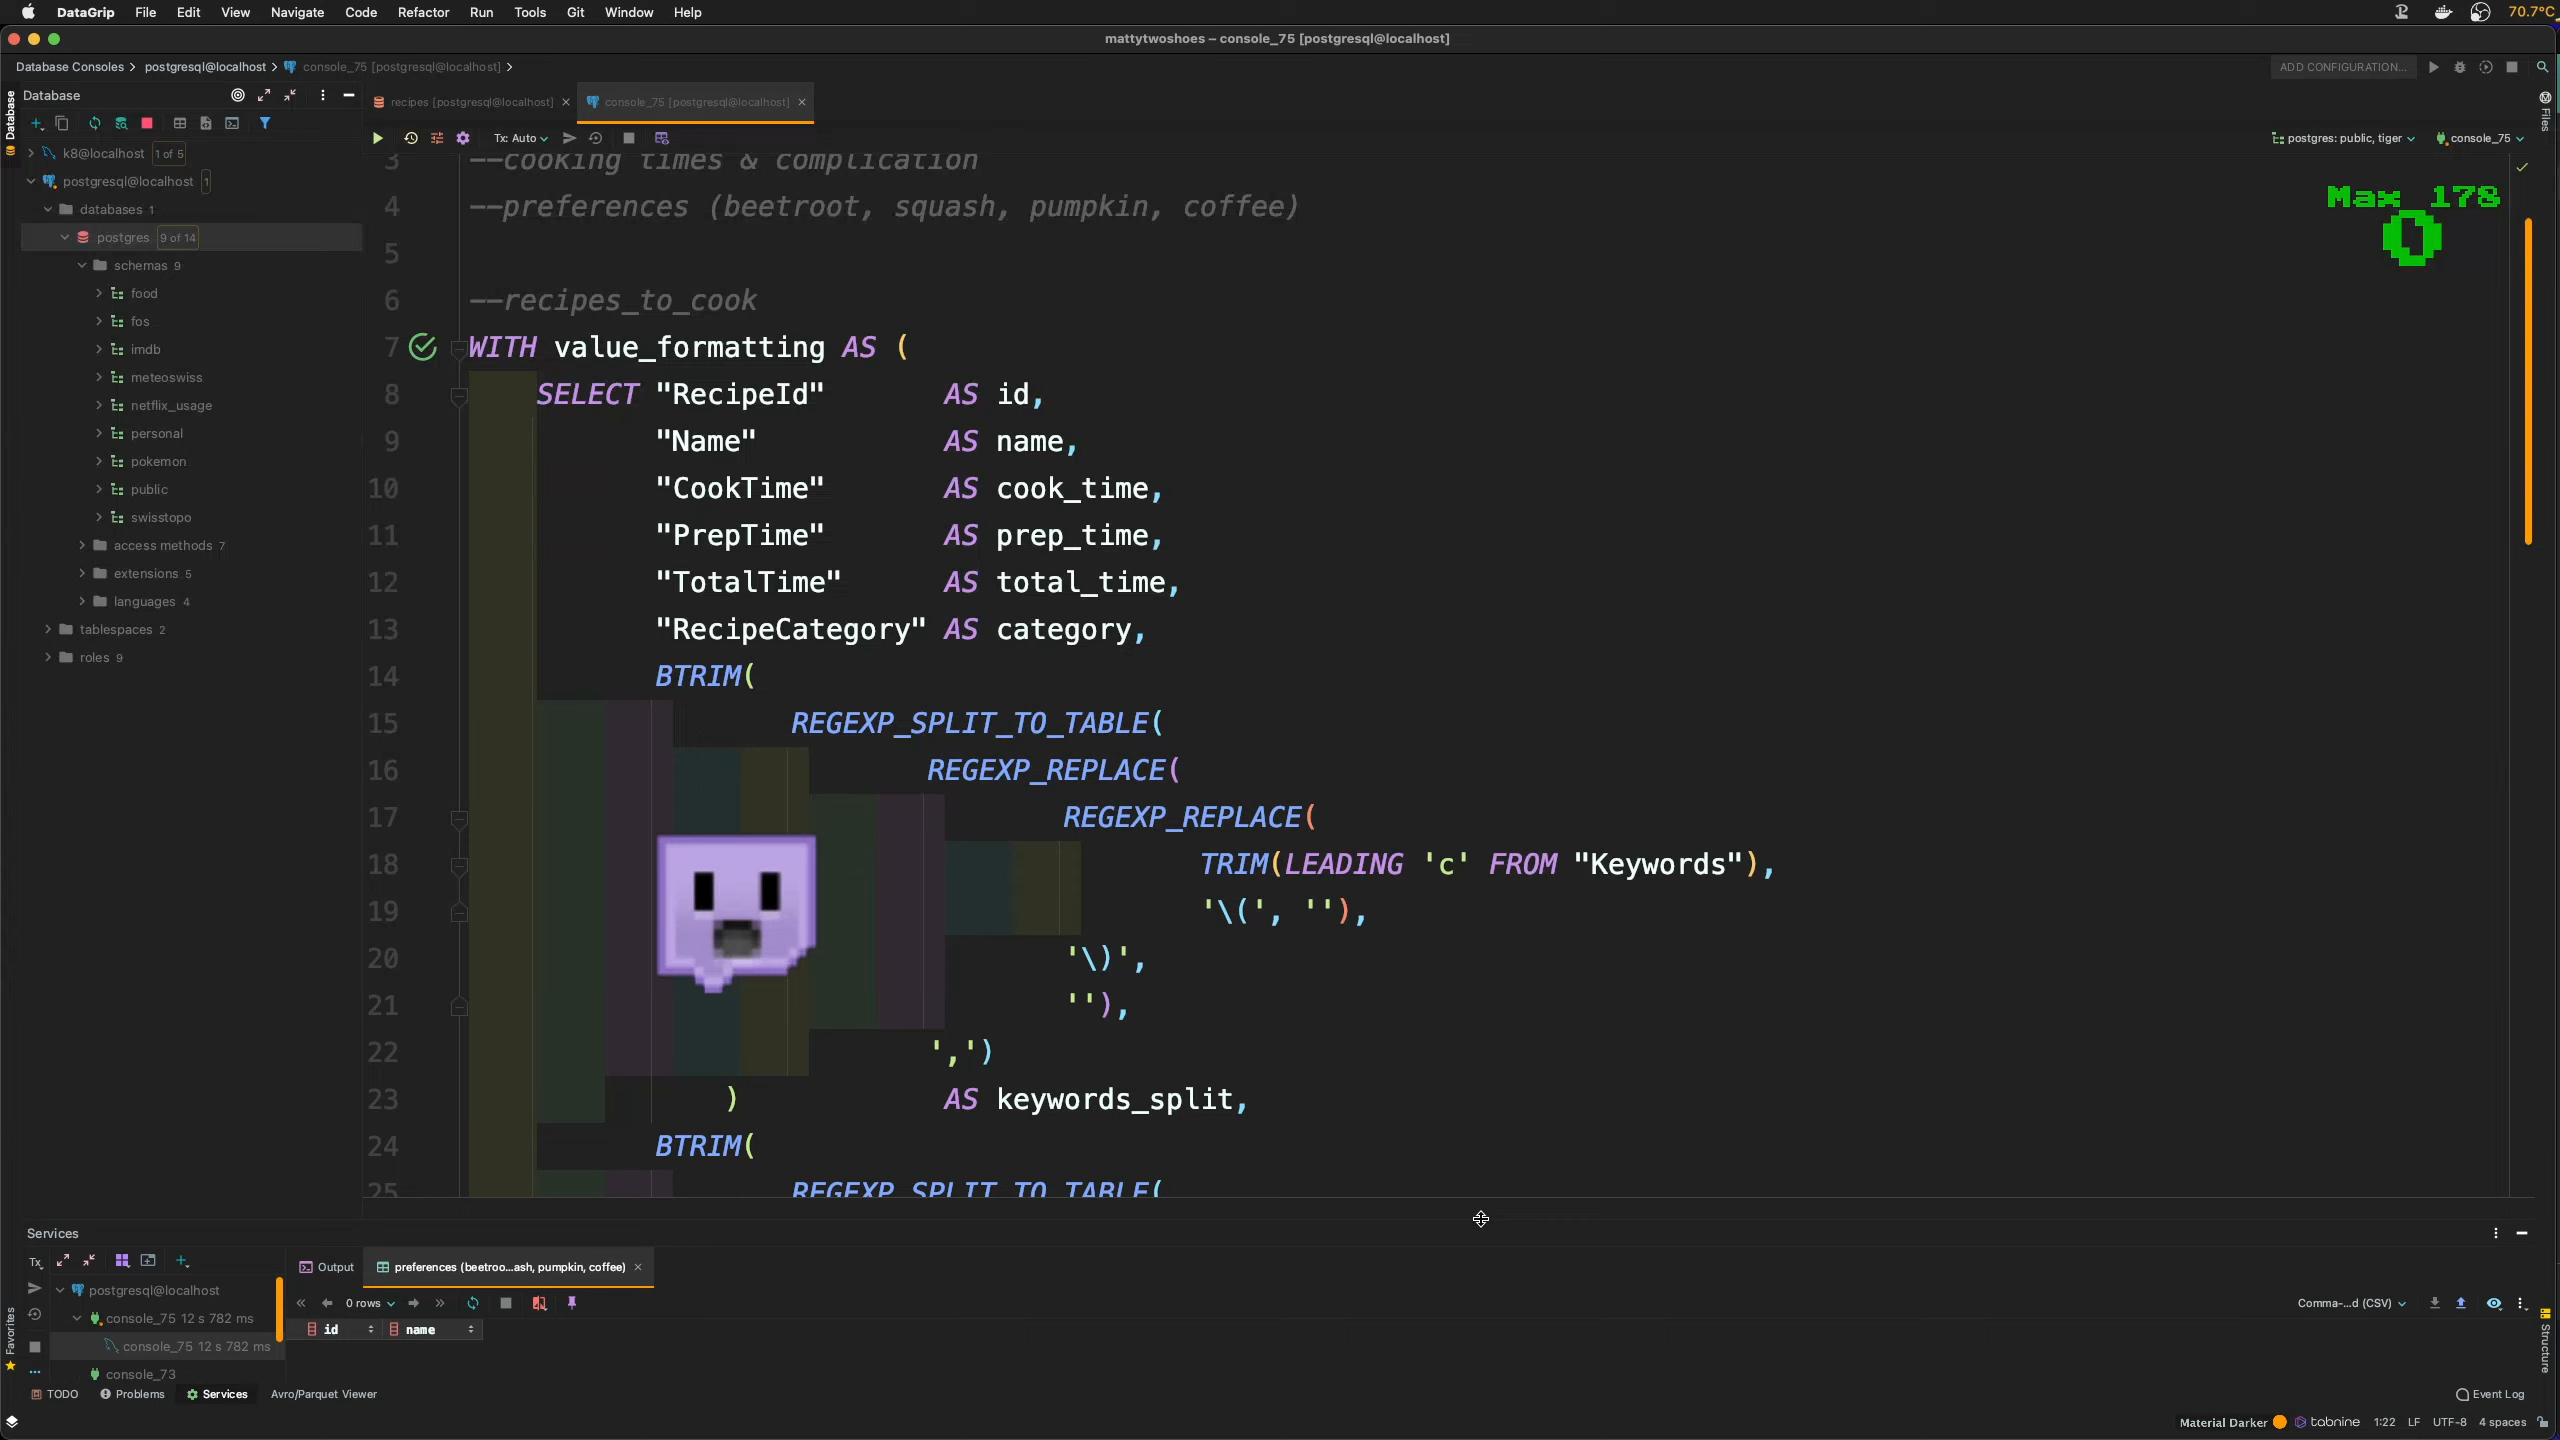 DataGrip File Edit View Navigate Code Refactor Run Tools Git Window Help 70.7°C
mattytwoshoes – console_75 [postgresql@localhost]
Database Consoles postgresql@localhost console_75 [postgresql@localhost] ADD CONFIGURATION...
Database
recipes [postgresql@localhost] console_75 [postgresql@localhost]
Tx: Auto postgres: public, tiger console_75
Database
Files
k8@localhost 1 of 5
postgresql@localhost 1
databases 1
postgres 9 of 14
schemas 9
food
fos
imdb
meteoswiss
netflix_usage
personal
pokemon
public
swisstopo
access methods 7
extensions 5
languages 4
tablespaces 2
roles 9
Max 178
0
3 --cooking times & complication
4 --preferences (beetroot, squash, pumpkin, coffee)
5
6 --recipes_to_cook
7 WITH value_formatting AS (
8 SELECT "RecipeId" AS id,
9 "Name" AS name,
10 "CookTime" AS cook_time,
11 "PrepTime" AS prep_time,
12 "TotalTime" AS total_time,
13 "RecipeCategory" AS category,
14 BTRIM(
15 REGEXP_SPLIT_TO_TABLE(
16 REGEXP_REPLACE(
17 REGEXP_REPLACE(
18 TRIM(LEADING 'c' FROM "Keywords"),
19 '\(', ''),
20 '\)',
21 ''),
22 ',')
23 ) AS keywords_split,
24 BTRIM(
25 REGEXP_SPLIT_TO_TABLE(
Services
Tx Output preferences (beetroo...ash, pumpkin, coffee)
postgresql@localhost
console_75 12 s 782 ms
console_75 12 s 782 ms
console_73
0 rows Comma-...d (CSV)
id name
Favorites
Structure
TODO Problems Services Avro/Parquet Viewer Event Log
Material Darker tabnine 1:22 LF UTF-8 4 spaces